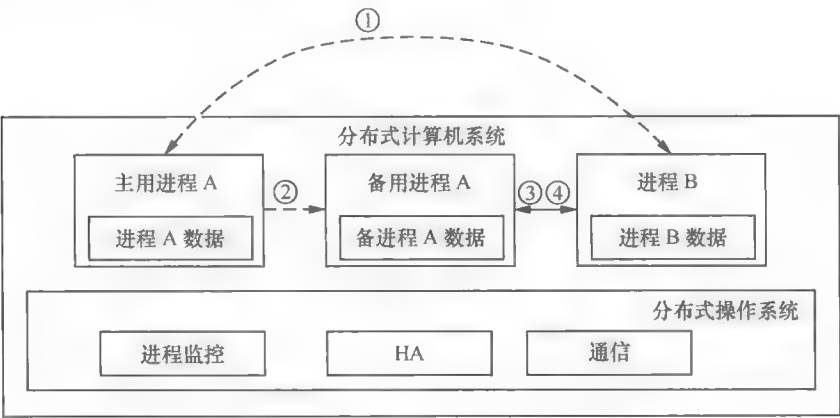 ①
分布式计算机系统
主用进程 A
②
备用进程 A
③④
进程 B
进程 A 数据
备进程 A 数据
进程 B 数据
分布式操作系统
进程监控
HA
通信